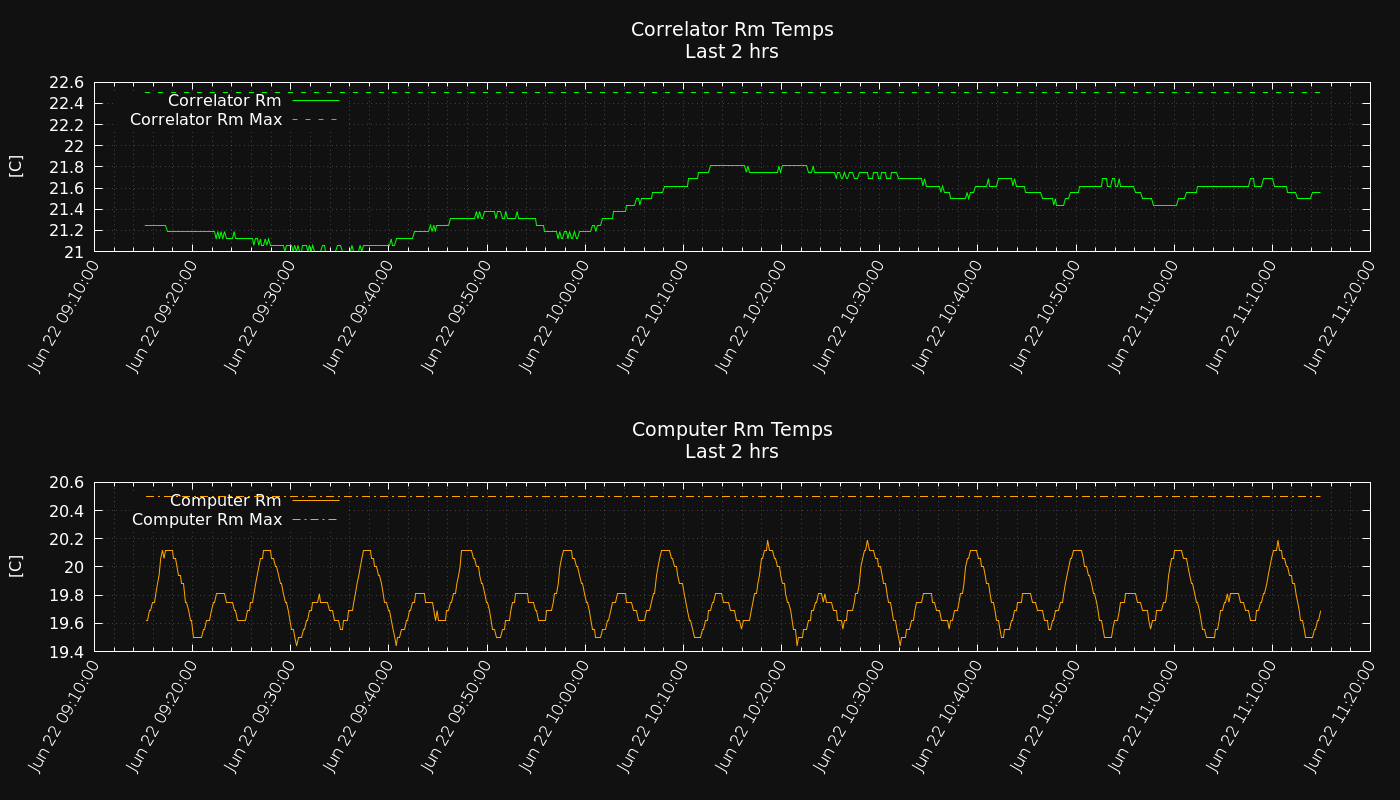 Correlator Rm Temps
Last 2 hrs
22.6
22.4
22.2
22
21.8
21.6
21.4
21.2
21
[C]
Correlator Rm
Correlator Rm Max
Jun 22 09:10:00
Jun 22 09:20:00
Jun 22 09:30:00
Jun 22 09:40:00
Jun 22 09:50:00
Jun 22 10:00:00
Jun 22 10:10:00
Jun 22 10:20:00
Jun 22 10:30:00
Jun 22 10:40:00
Jun 22 10:50:00
Jun 22 11:00:00
Jun 22 11:10:00
Jun 22 11:20:00
Computer Rm Temps
Last 2 hrs
20.6
20.4
20.2
20
19.8
19.6
19.4
[C]
Computer Rm
Computer Rm Max
Jun 22 09:10:00
Jun 22 09:20:00
Jun 22 09:30:00
Jun 22 09:40:00
Jun 22 09:50:00
Jun 22 10:00:00
Jun 22 10:10:00
Jun 22 10:20:00
Jun 22 10:30:00
Jun 22 10:40:00
Jun 22 10:50:00
Jun 22 11:00:00
Jun 22 11:10:00
Jun 22 11:20:00